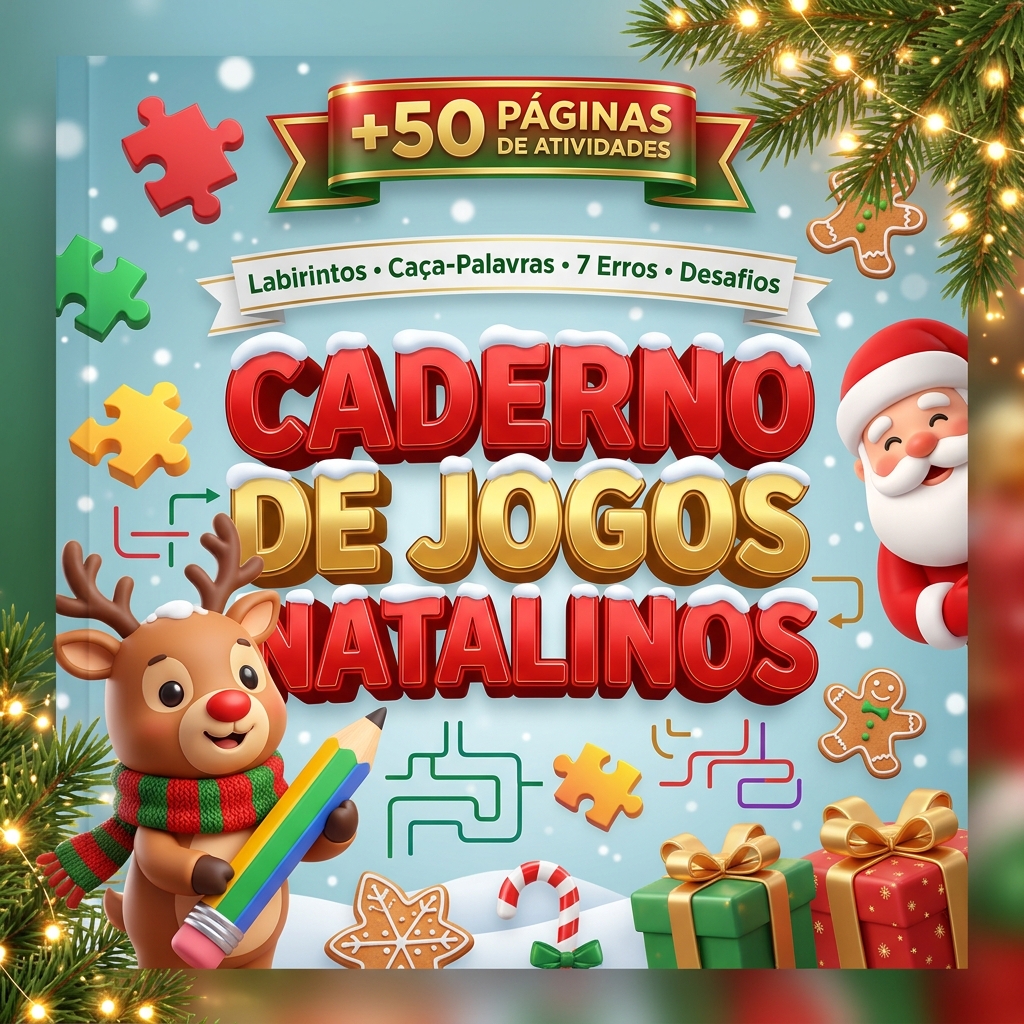 +50 PÁGINAS
DE ATIVIDADES
Labirintos • Caça-Palavras • 7 Erros • Desafios
CADERNO
DE JOGOS
NATALINOS